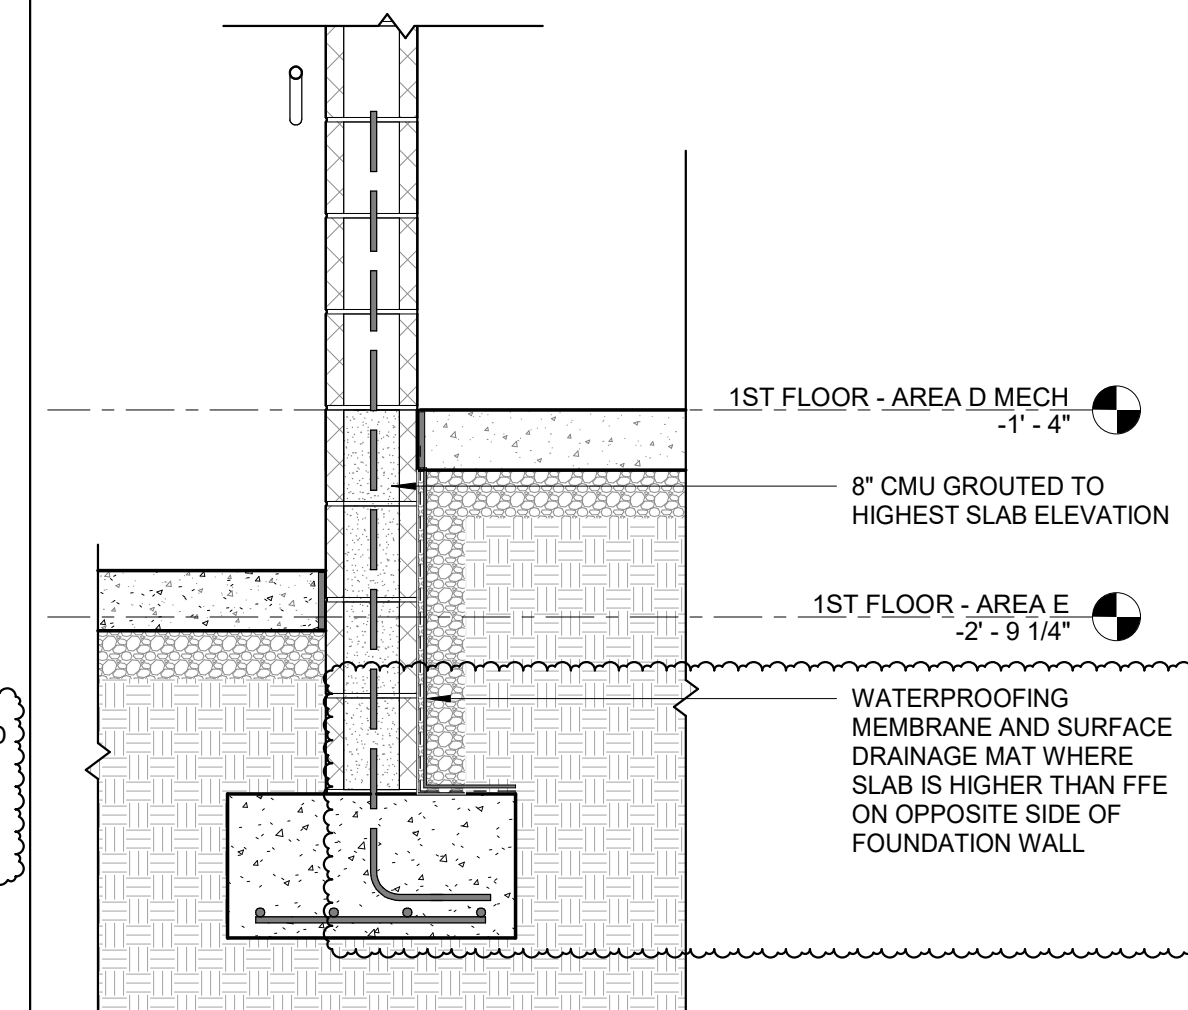 1ST FLOOR - AREA D MECH
-1' - 4"
8" CMU GROUTED TO
HIGHEST SLAB ELEVATION
1ST FLOOR - AREA E
-2' - 9 1/4"
WATERPROOFING
MEMBRANE AND SURFACE
DRAINAGE MAT WHERE
SLAB IS HIGHER THAN FFE
ON OPPOSITE SIDE OF
FOUNDATION WALL